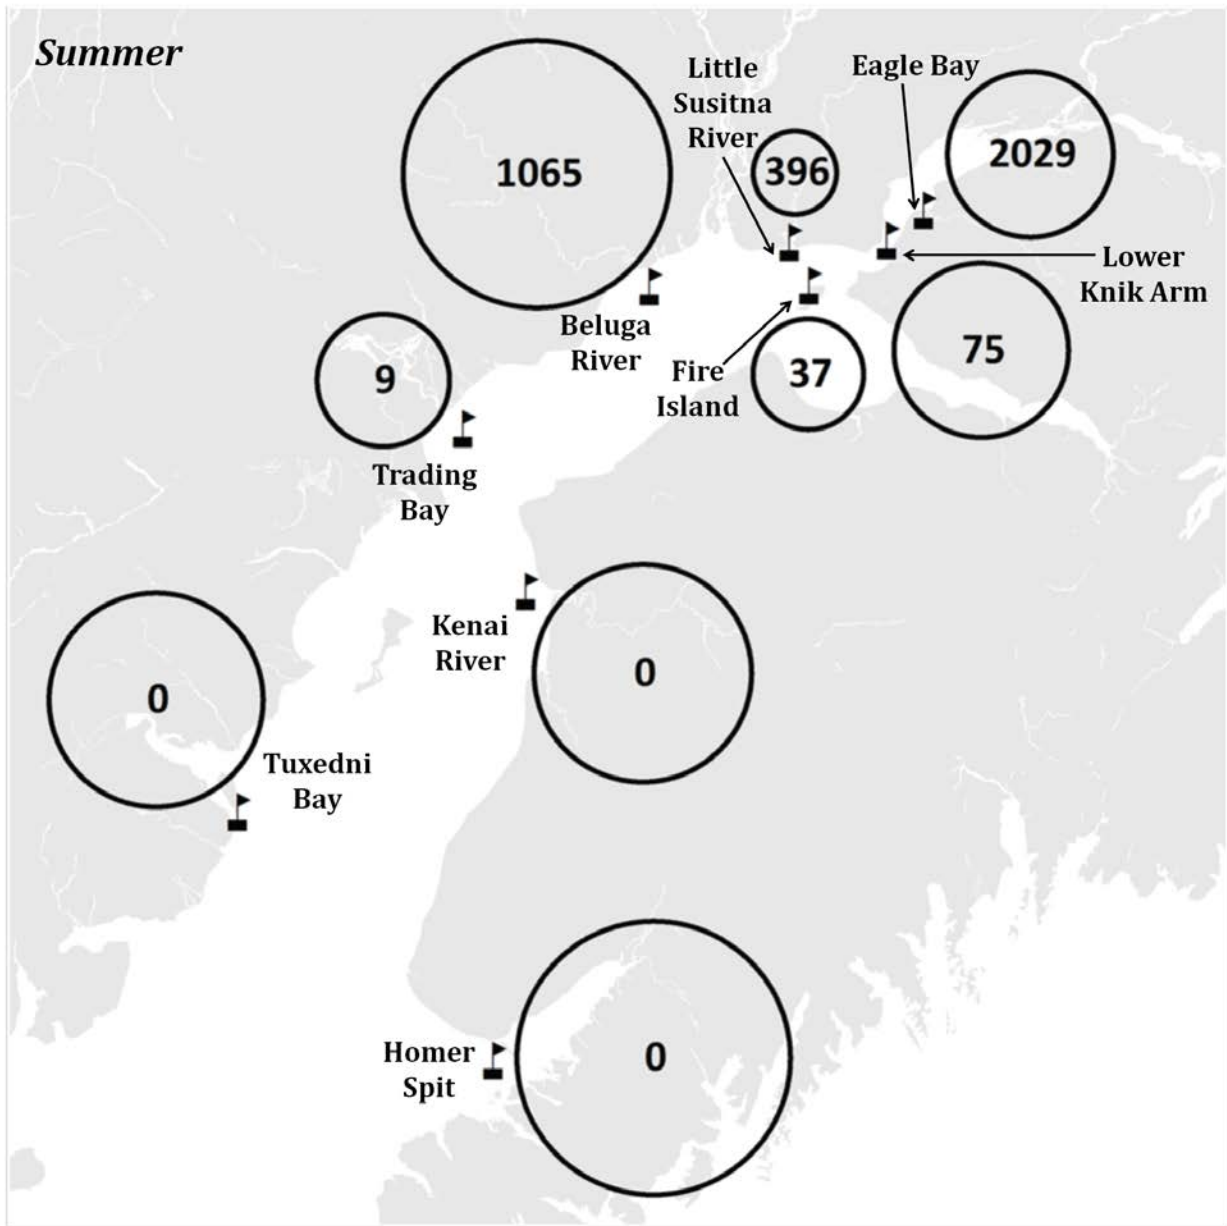 Summer
Little
Susitna
River
Eagle Bay
1065
396
2029
Lower
Knik Arm
Beluga
River
Fire
Island
37
75
9
Trading
Bay
Kenai
River
0
0
Tuxedni
Bay
Homer
Spit
0